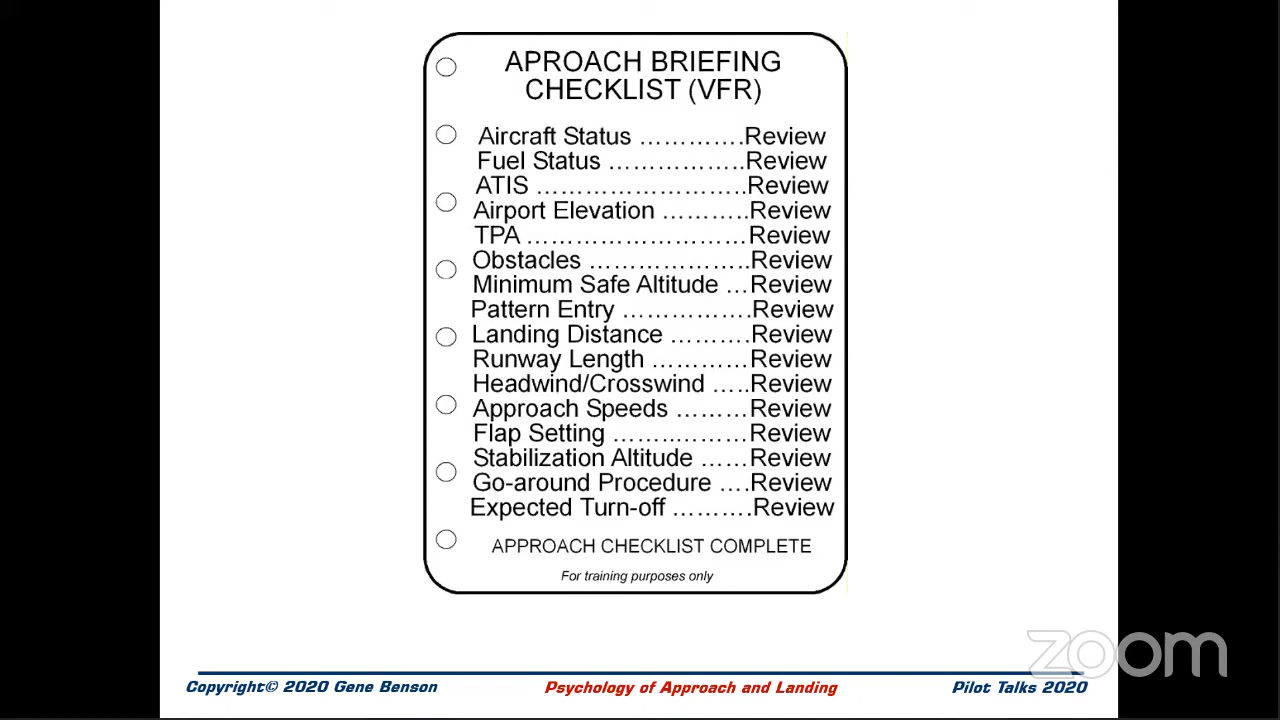 APROACH BRIEFING
CHECKLIST (VFR)
Aircraft Status ………….Review
Fuel Status ……………..Review
ATIS ……………………..Review
Airport Elevation ………..Review
TPA ………………………Review
Obstacles ………………..Review
Minimum Safe Altitude …Review
Pattern Entry …………….Review
Landing Distance ……….Review
Runway Length …………Review
Headwind/Crosswind …..Review
Approach Speeds ………Review
Flap Setting ……..………Review
Stabilization Altitude ……Review
Go-around Procedure ….Review
Expected Turn-off ……….Review
APPROACH CHECKLIST COMPLETE
For training purposes only
zoom
Copyright© 2020 Gene Benson Psychology of Approach and Landing Pilot Talks 2020